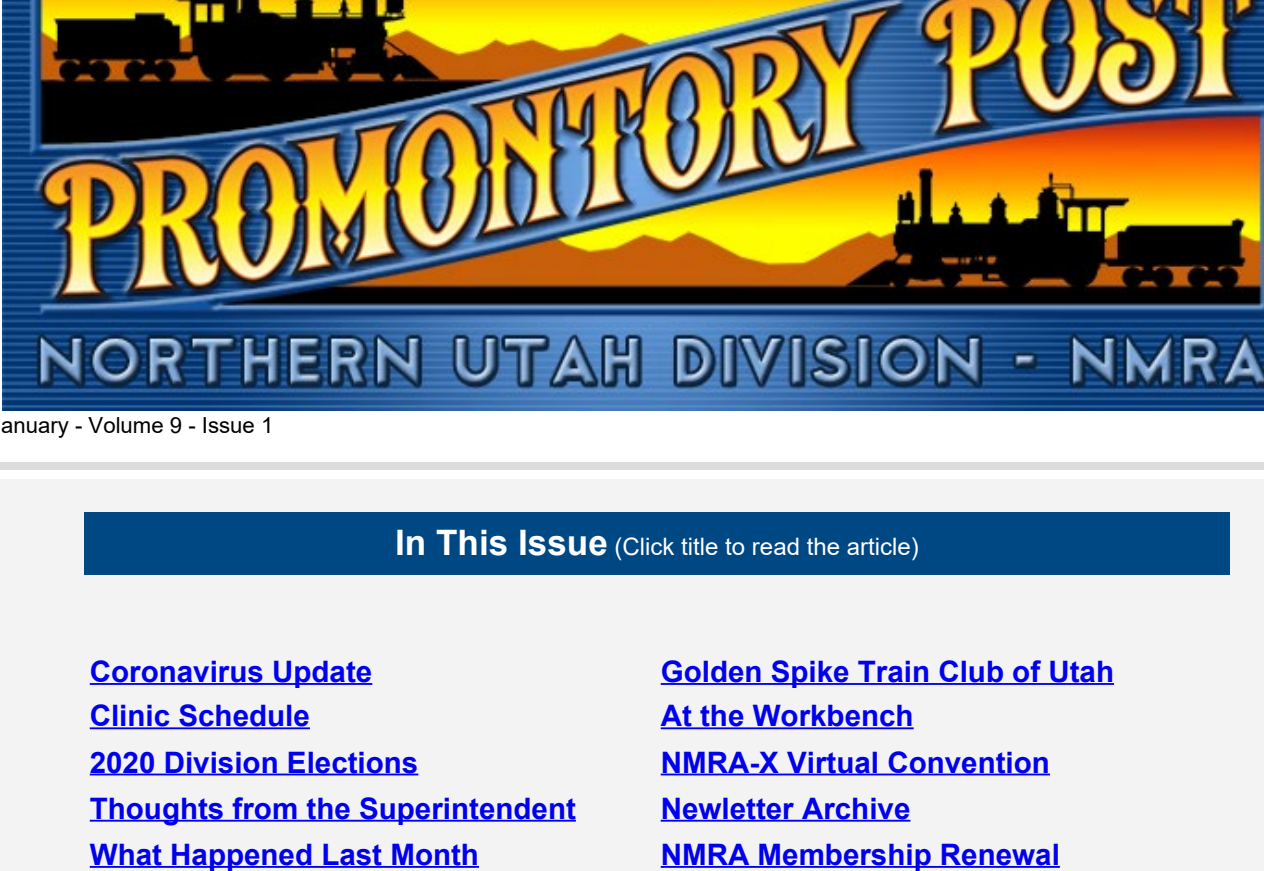 PROMONTORY POST
NORTHERN UTAH DIVISION - NMRA
anuary - Volume 9 - Issue 1
In This Issue (Click title to read the article)
Coronavirus Update
Clinic Schedule
2020 Division Elections
Thoughts from the Superintendent
What Happened Last Month
Golden Spike Train Club of Utah
At the Workbench
NMRA-X Virtual Convention
Newletter Archive
NMRA Membership Renewal